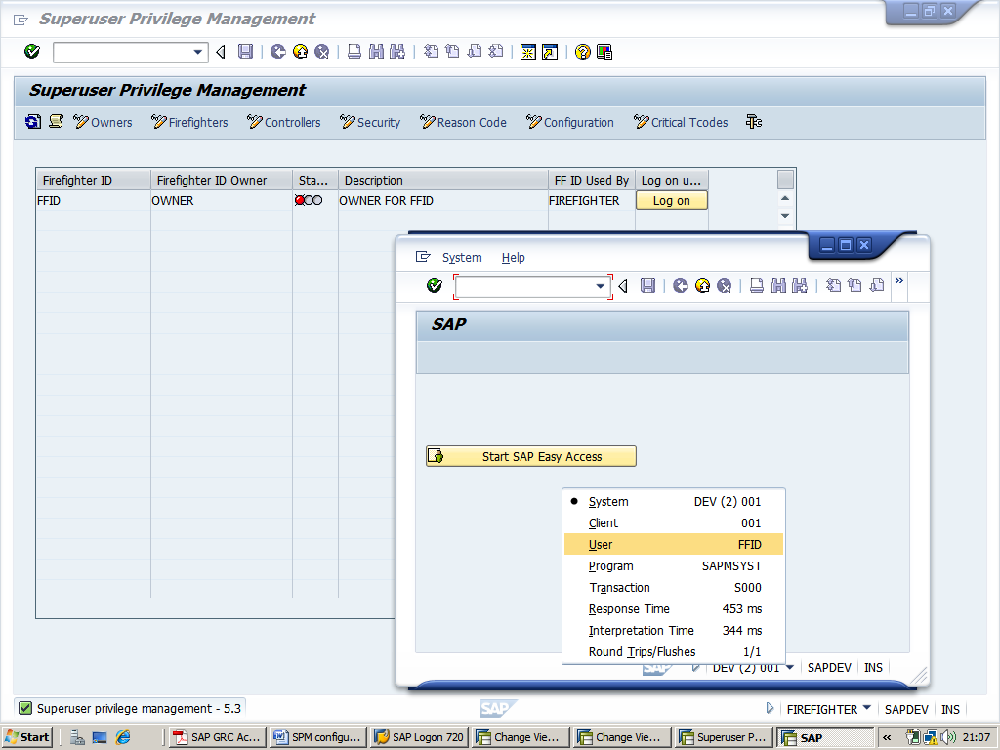 Superuser Privilege Management
Superuser Privilege Management
Owners Firefighters Controllers Security Reason Code Configuration Critical Tcodes
Firefighter ID Firefighter ID Owner Sta... Description FF ID Used By Log on u...
FFID OWNER OWNER FOR FFID FIREFIGHTER Log on
System Help
»
SAP
Start SAP Easy Access
System DEV (2) 001
Client 001
User FFID
Program SAPMSYST
Transaction S000
Response Time 453 ms
Interpretation Time 344 ms
Round Trips/Flushes 1/1
SAP DEV (2) 001 SAPDEV INS
Superuser privilege management - 5.3 SAP FIREFIGHTER SAPDEV INS
Start SAP GRC Ac... SPM configu... SAP Logon 720 Change Vie... Change Vie... Superuser P... SAP « 21:07